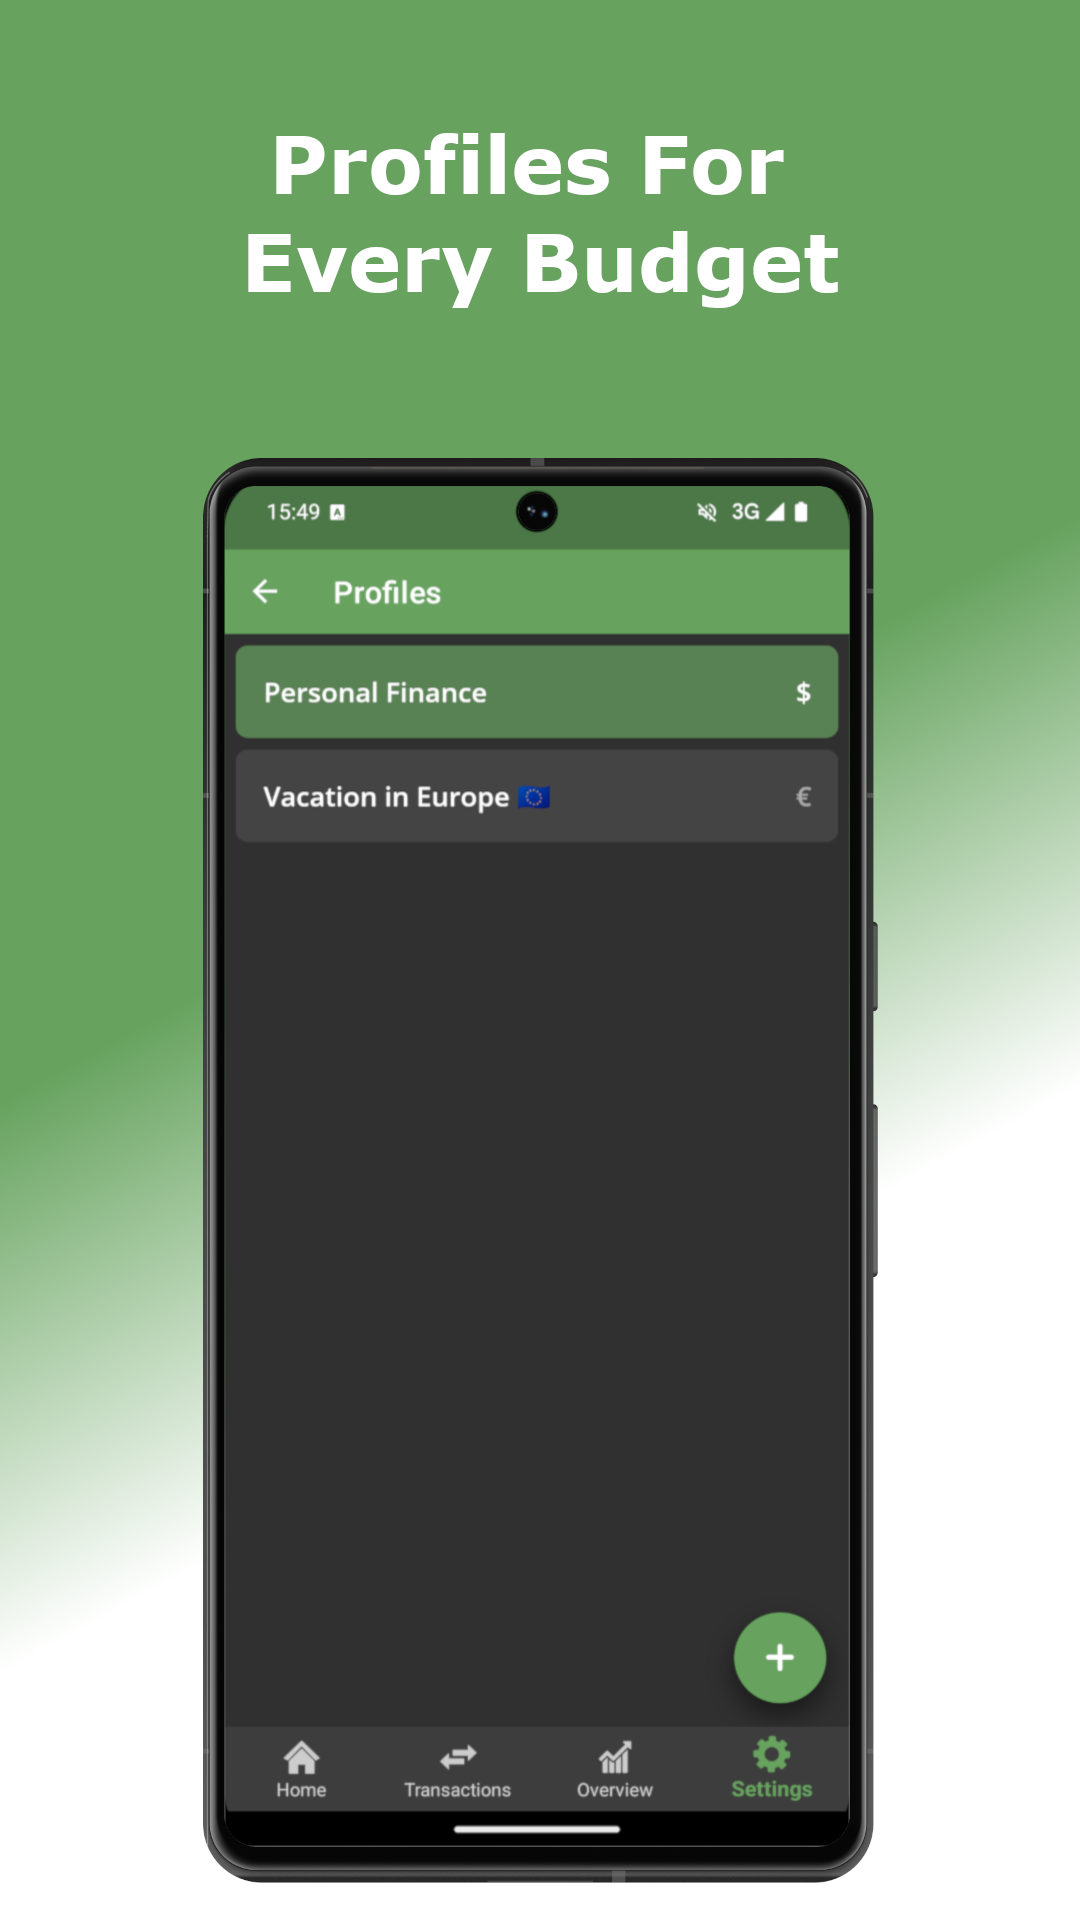 Profiles For
Every Budget
15:49 A 3G
Profiles
Personal Finance $
Vacation in Europe 🇪🇺 €
Home Transactions Overview Settings